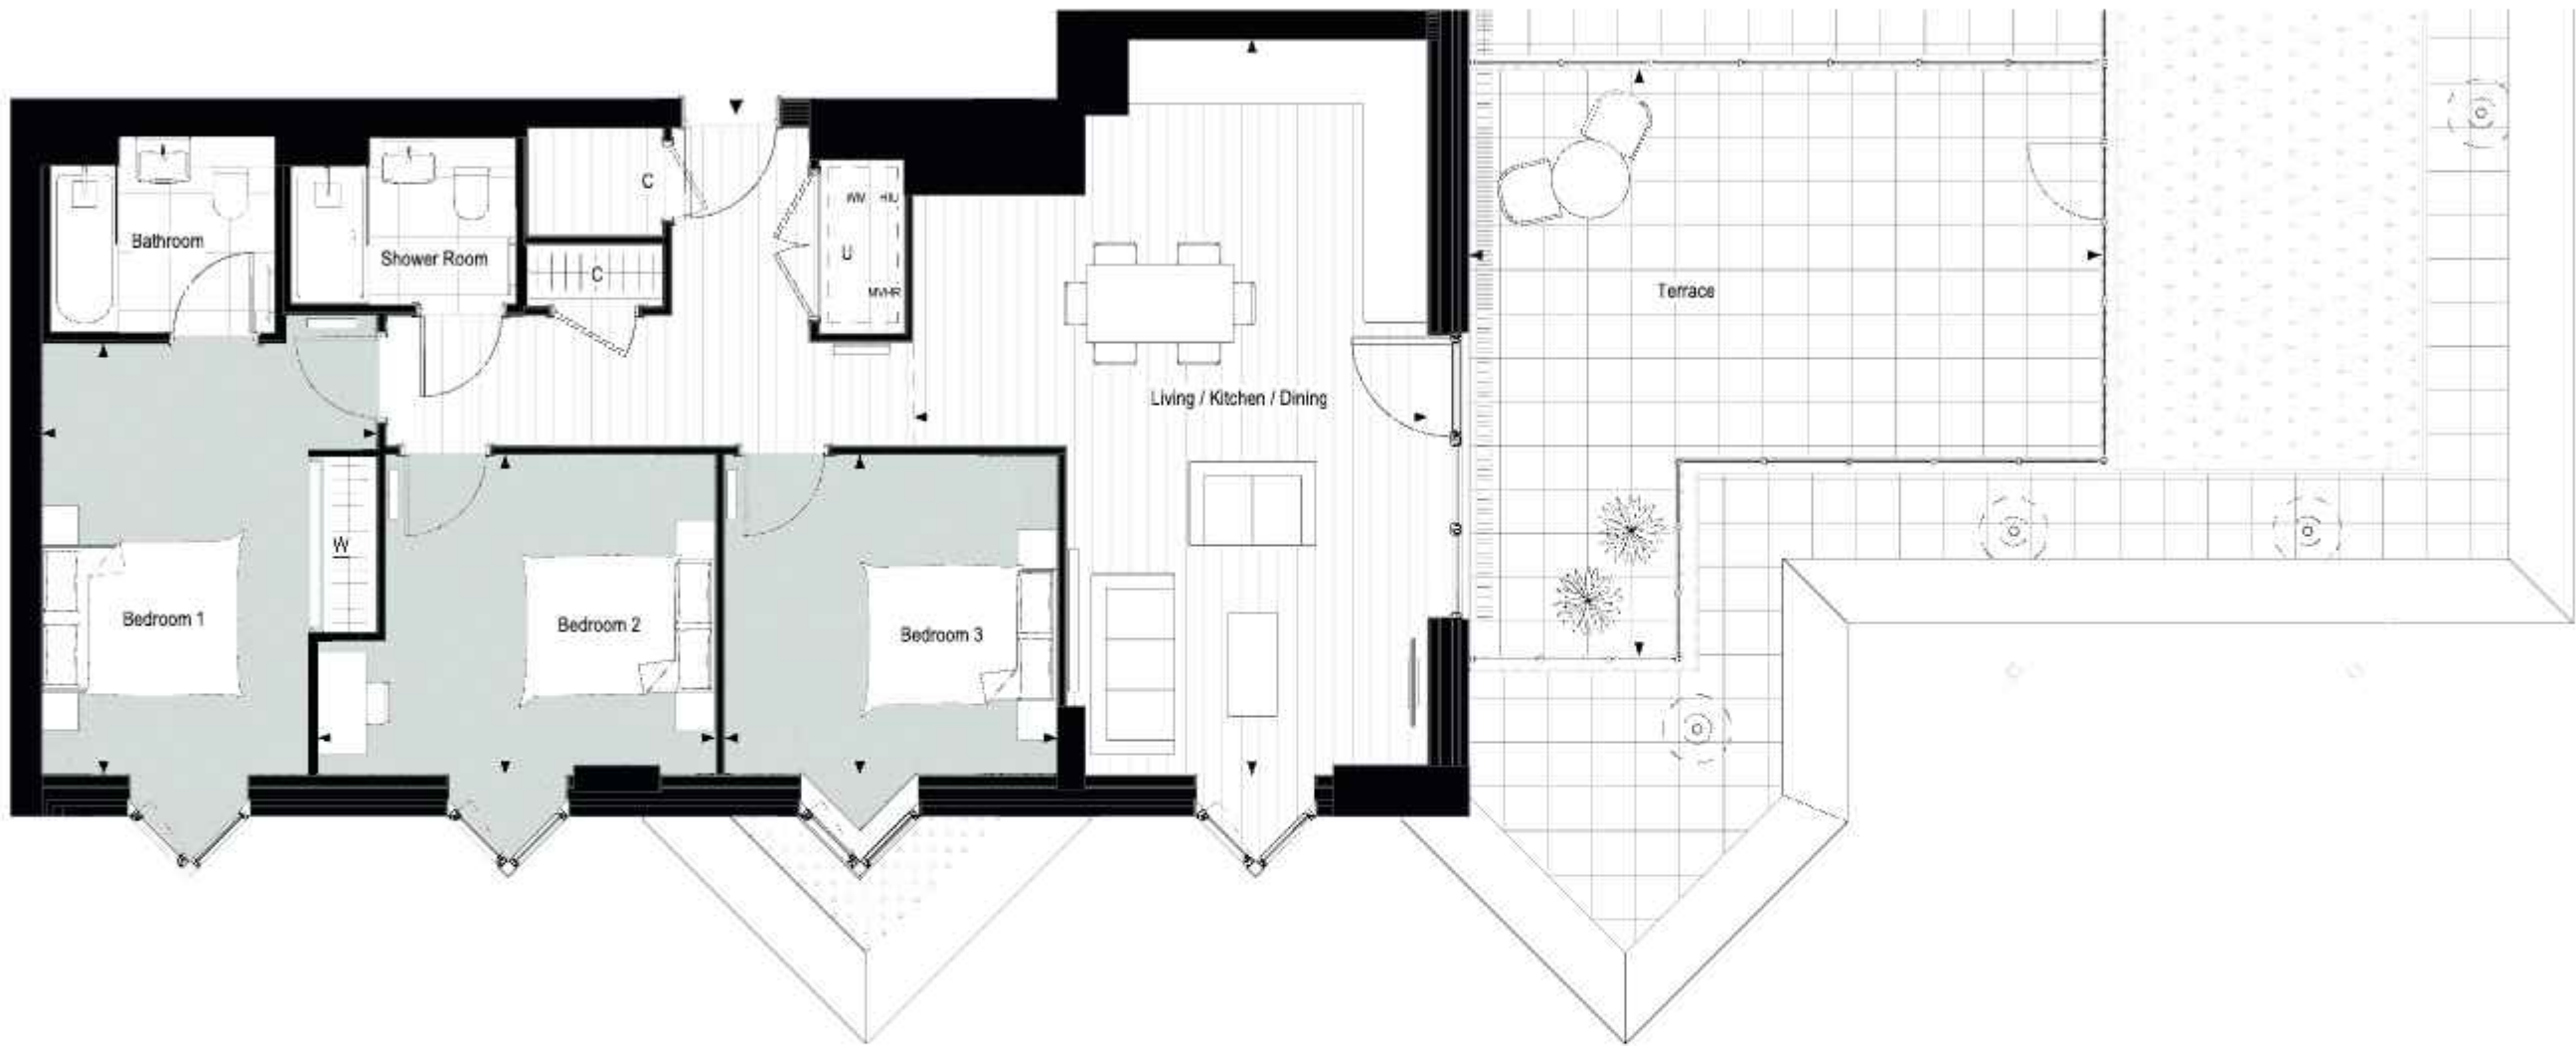 C
WM HIU
Bathroom
Shower Room
U
C
MVHR
Terrace
Living / Kitchen / Dining
W
Bedroom 1
Bedroom 2
Bedroom 3